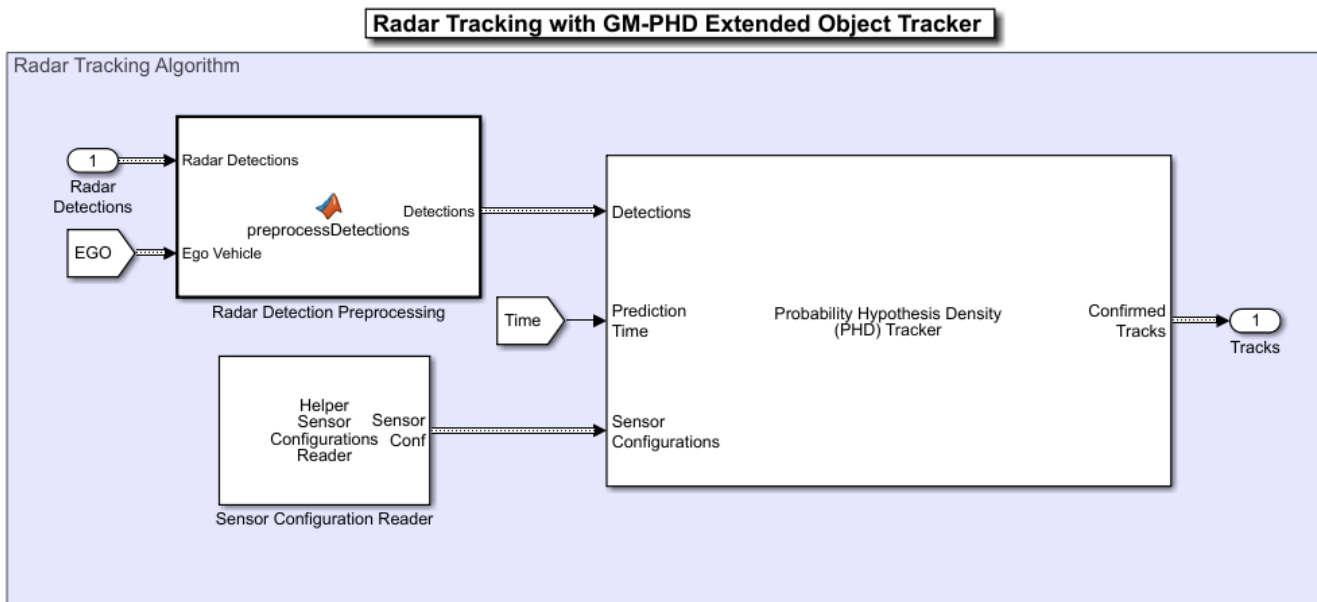 Radar Tracking with GM-PHD Extended Object Tracker
Radar Tracking Algorithm
1
Radar
Detections
EGO
Radar Detections
Ego Vehicle
preprocessDetections
Detections
Radar Detection Preprocessing
Time
Helper
Sensor
Configurations
Reader
Sensor
Conf
Sensor Configuration Reader
Detections
Prediction
Time
Sensor
Configurations
Probability Hypothesis Density
(PHD) Tracker
Confirmed
Tracks
1
Tracks